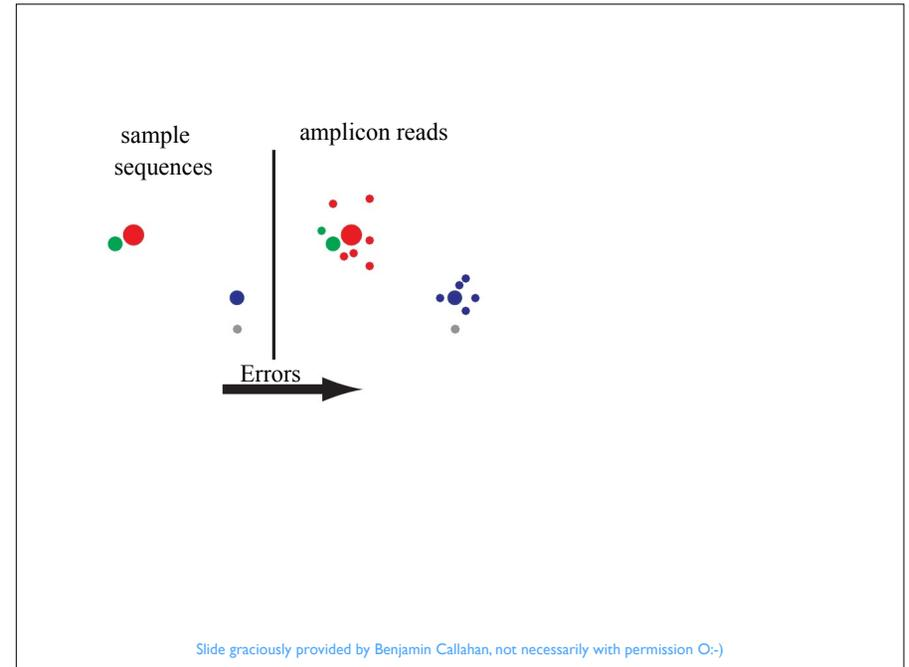 sample
sequences
amplicon reads
Errors
Slide graciously provided by Benjamin Callahan, not necessarily with permission O:-)